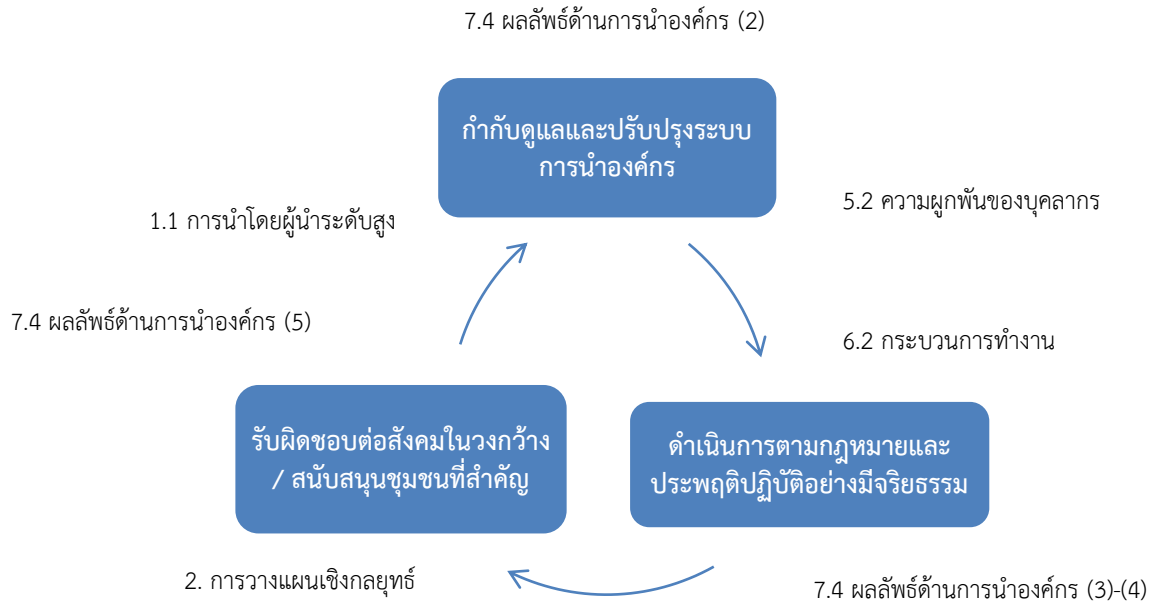 7.4 ผลลัพธ์ด้านการนำองค์กร (2)
กำกับดูแลและปรับปรุงระบบ
การนำองค์กร
1.1 การนำโดยผู้นำระดับสูง
5.2 ความผูกพันของบุคลากร
7.4 ผลลัพธ์ด้านการนำองค์กร (5)
6.2 กระบวนการทำงาน
รับผิดชอบต่อสังคมในวงกว้าง
/ สนับสนุนชุมชนที่สำคัญ
ดำเนินการตามกฎหมายและ
ประพฤติปฏิบัติอย่างมีจริยธรรม
2. การวางแผนเชิงกลยุทธ์
7.4 ผลลัพธ์ด้านการนำองค์กร (3)-(4)